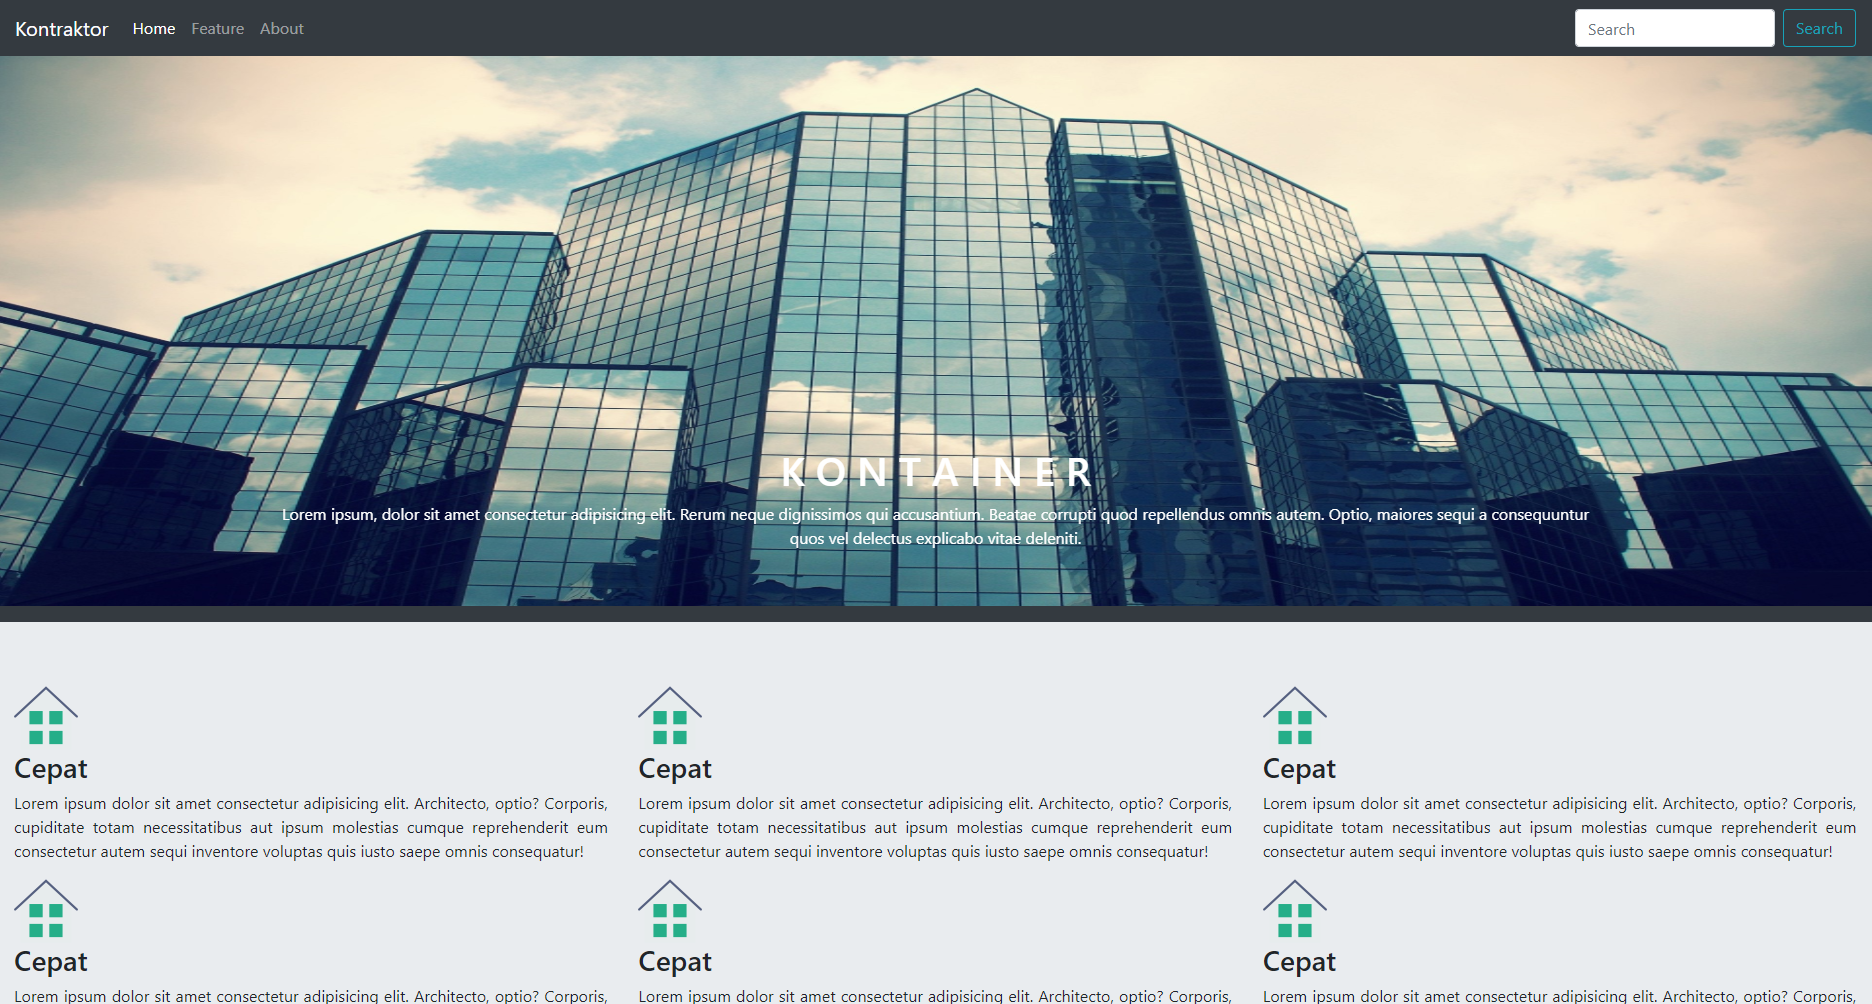 Kontraktor Home Feature About Search Search
KONTAINER
Lorem ipsum, dolor sit amet consectetur adipisicing elit. Rerum neque dignissimos qui accusantium. Beatae corrupti quod repellendus omnis autem. Optio, maiores sequi a consequuntur
quos vel delectus explicabo vitae deleniti.
Cepat
Lorem ipsum dolor sit amet consectetur adipisicing elit. Architecto, optio? Corporis,
cupiditate totam necessitatibus aut ipsum molestias cumque reprehenderit eum
consectetur autem sequi inventore voluptas quis iusto saepe omnis consequatur!
Cepat
Lorem ipsum dolor sit amet consectetur adipisicing elit. Architecto, optio? Corporis,
cupiditate totam necessitatibus aut ipsum molestias cumque reprehenderit eum
consectetur autem sequi inventore voluptas quis iusto saepe omnis consequatur!
Cepat
Lorem ipsum dolor sit amet consectetur adipisicing elit. Architecto, optio? Corporis,
cupiditate totam necessitatibus aut ipsum molestias cumque reprehenderit eum
consectetur autem sequi inventore voluptas quis iusto saepe omnis consequatur!
Cepat
Lorem ipsum dolor sit amet consectetur adipisicing elit. Architecto, optio? Corporis,
Cepat
Lorem ipsum dolor sit amet consectetur adipisicing elit. Architecto, optio? Corporis,
Cepat
Lorem ipsum dolor sit amet consectetur adipisicing elit. Architecto, optio? Corporis,